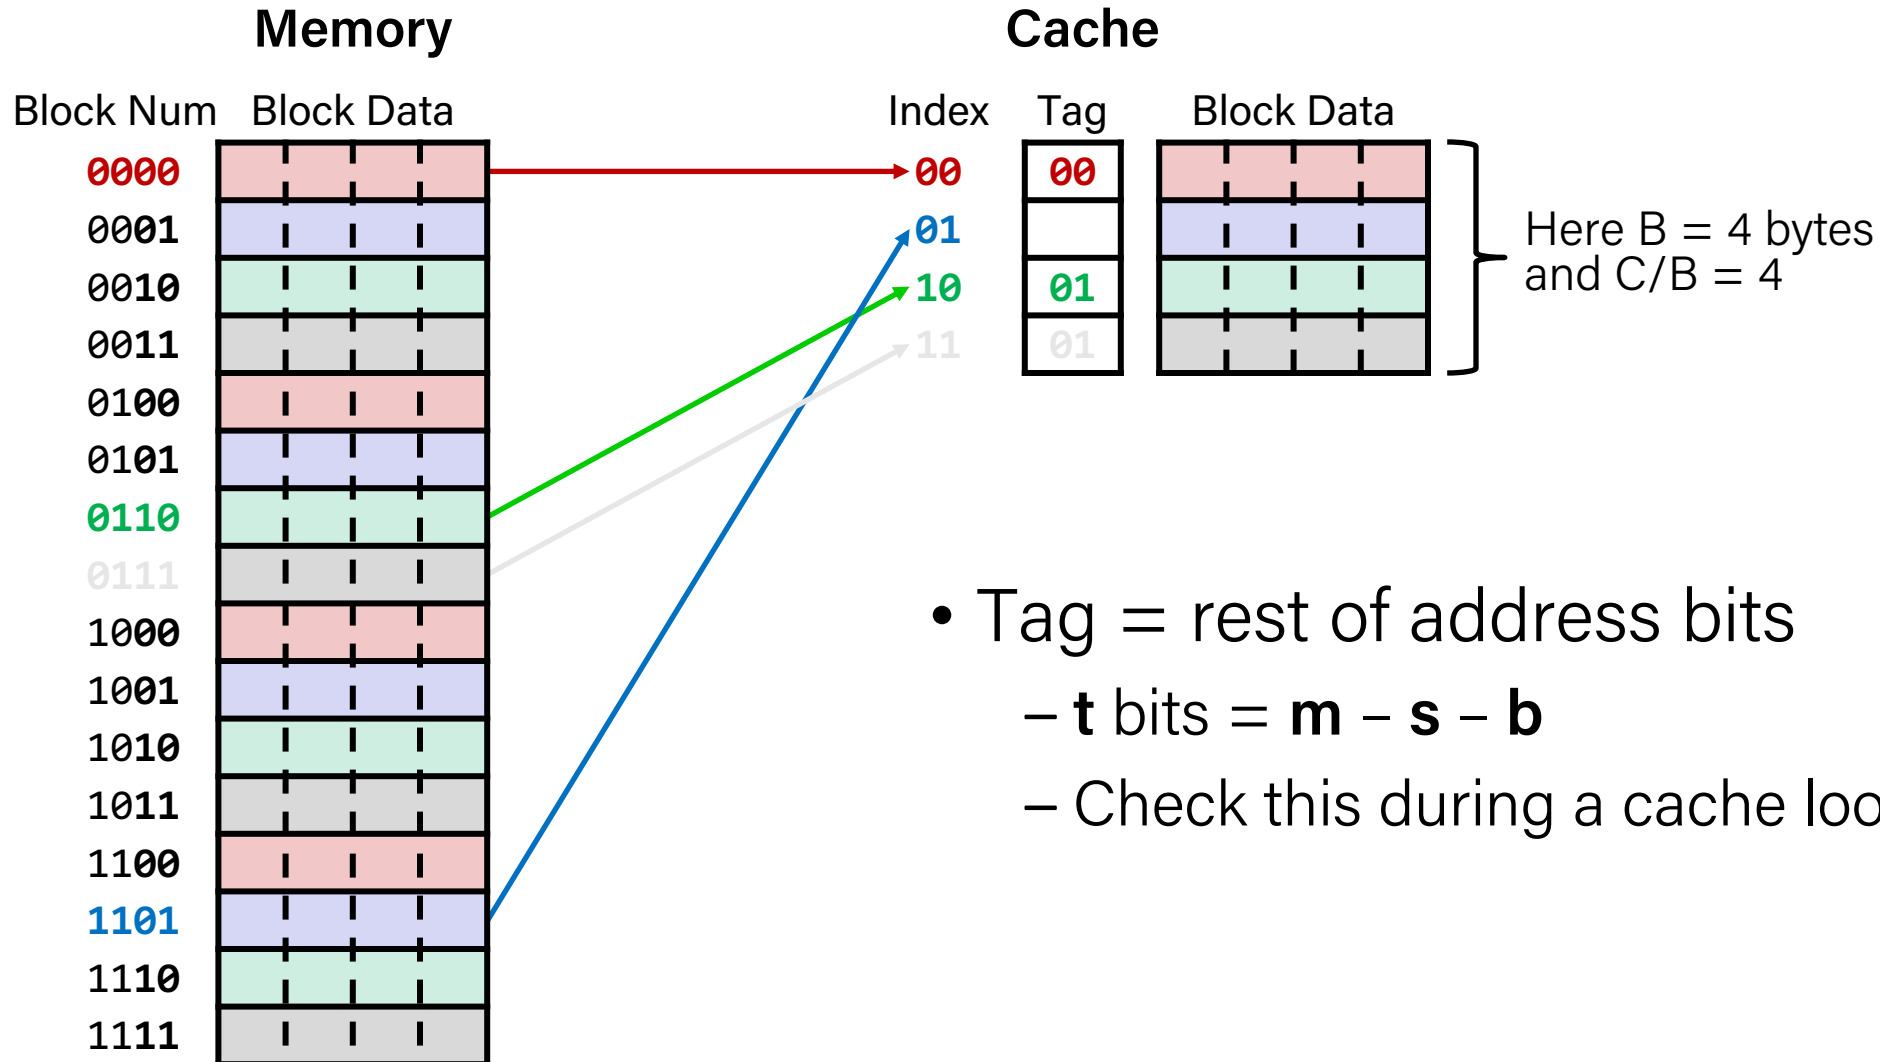 Memory
Cache
Block Num Block Data
Index Tag Block Data
0000
0001
0010
0011
0100
0101
0110
0111
1000
1001
1010
1011
1100
1101
1110
1111
00 00
01
10 01
11 01
Here B = 4 bytes
and C/B = 4
• Tag = rest of address bits
– t bits = m – s – b
– Check this during a cache